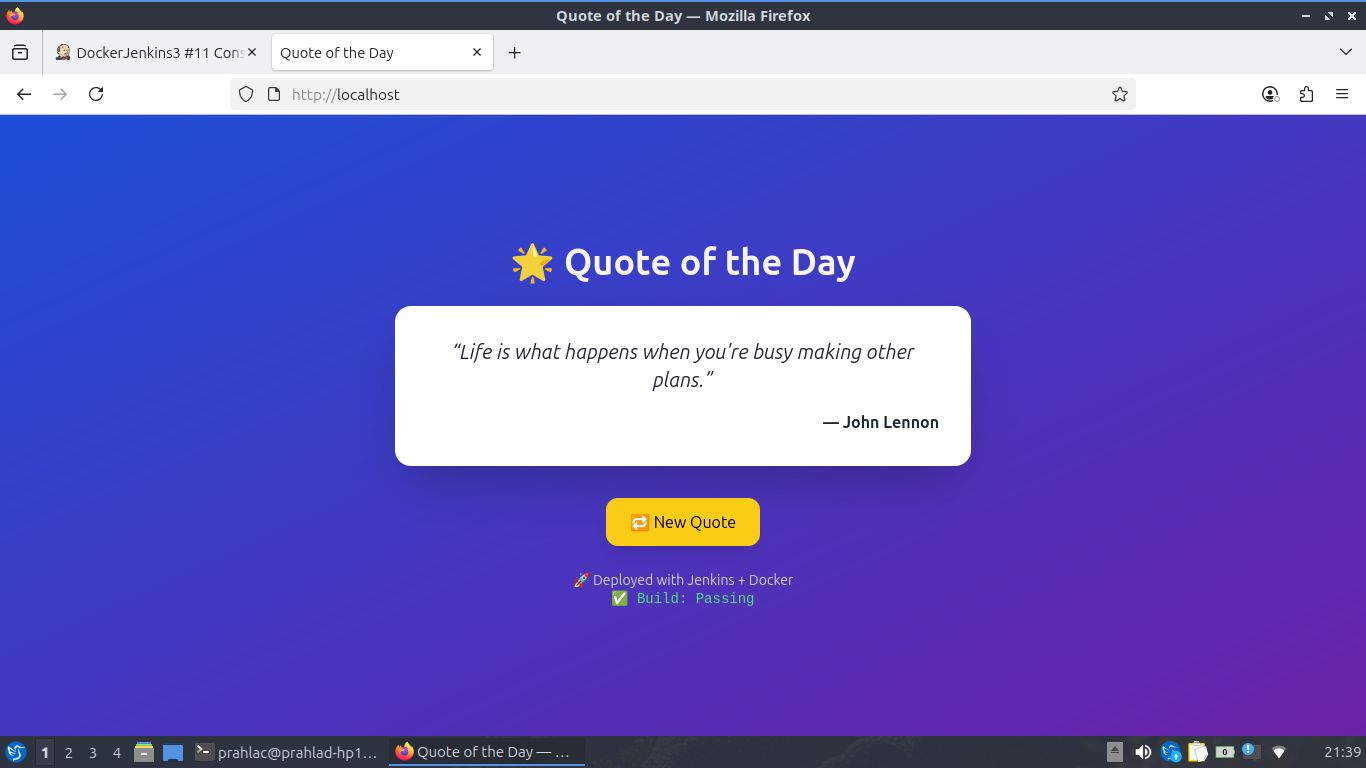 Quote of the Day — Mozilla Firefox
DockerJenkins3 #11 Cons
Quote of the Day
http://localhost
🌟 Quote of the Day
“Life is what happens when you're busy making other
plans.”
— John Lennon
🔁 New Quote
🚀 Deployed with Jenkins + Docker
✅ Build: Passing
1 2 3 4 prahlac@prahlad-hp1... Quote of the Day — ... 0 21:39